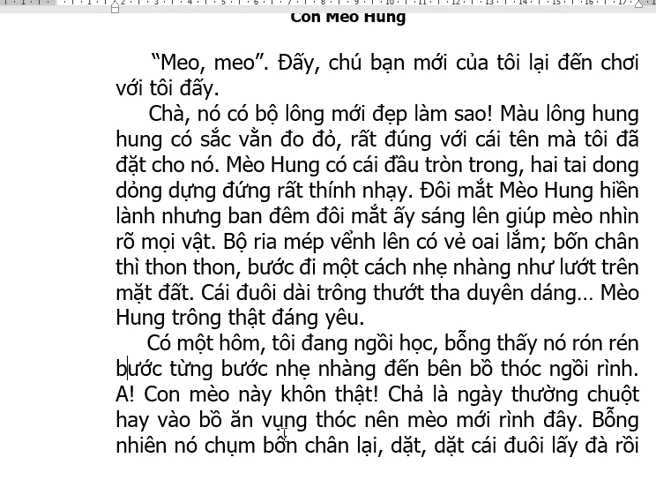 Con Mèo Hung
“Meo, meo”. Đấy, chú bạn mới của tôi lại đến chơi
với tôi đấy.
Chà, nó có bộ lông mới đẹp làm sao! Màu lông hung
hung có sắc vằn đo đỏ, rất đúng với cái tên mà tôi đã
đặt cho nó. Mèo Hung có cái đầu tròn tròn, hai tai dong
dỏng dựng đứng rất thính nhạy. Đôi mắt Mèo Hung hiền
lành nhưng ban đêm đôi mắt ấy sáng lên giúp mèo nhìn
rõ mọi vật. Bộ ria mép vểnh lên có vẻ oai lắm; bốn chân
thì thon thon, bước đi một cách nhẹ nhàng như lướt trên
mặt đất. Cái đuôi dài trông thướt tha duyên dáng... Mèo
Hung trông thật đáng yêu.
Có một hôm, tôi đang ngồi học, bỗng thấy nó rón rén
bước từng bước nhẹ nhàng đến bên bồ thóc ngồi rình.
A! Con mèo này khôn thật! Chả là ngày thường chuột
hay vào bồ ăn vụng thóc nên mèo mới rình đây. Bỗng
nhiên nó chụm bốn chân lại, dặt, dặt cái đuôi lấy đà rồi